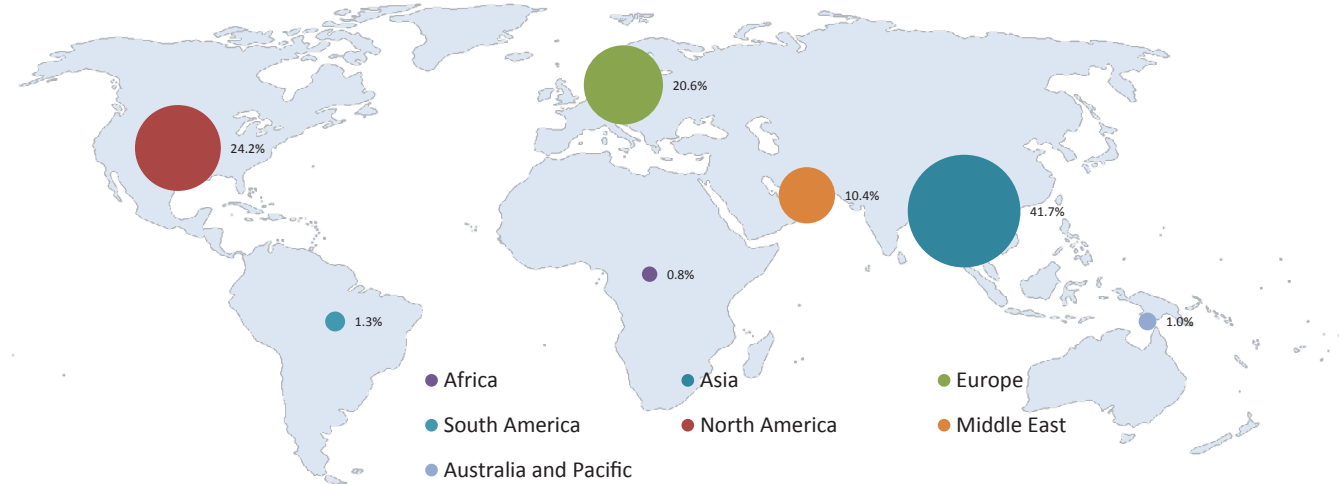 20.6%
24.2%
10.4%
41.7%
0.8%
1.3%
1.0%
Africa
Asia
Europe
South America
North America
Middle East
Australia and Pacific